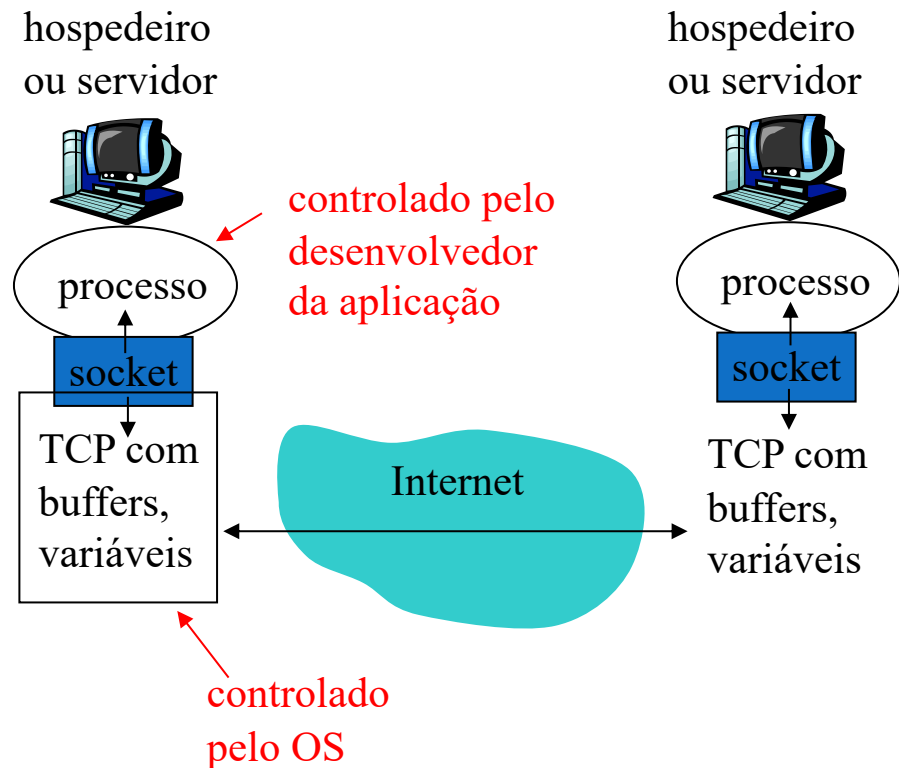 hospedeiro
ou servidor
hospedeiro
ou servidor
controlado pelo
desenvolvedor
da aplicação
processo
processo
socket
socket
TCP com
buffers,
variáveis
Internet
TCP com
buffers,
variáveis
controlado
pelo OS